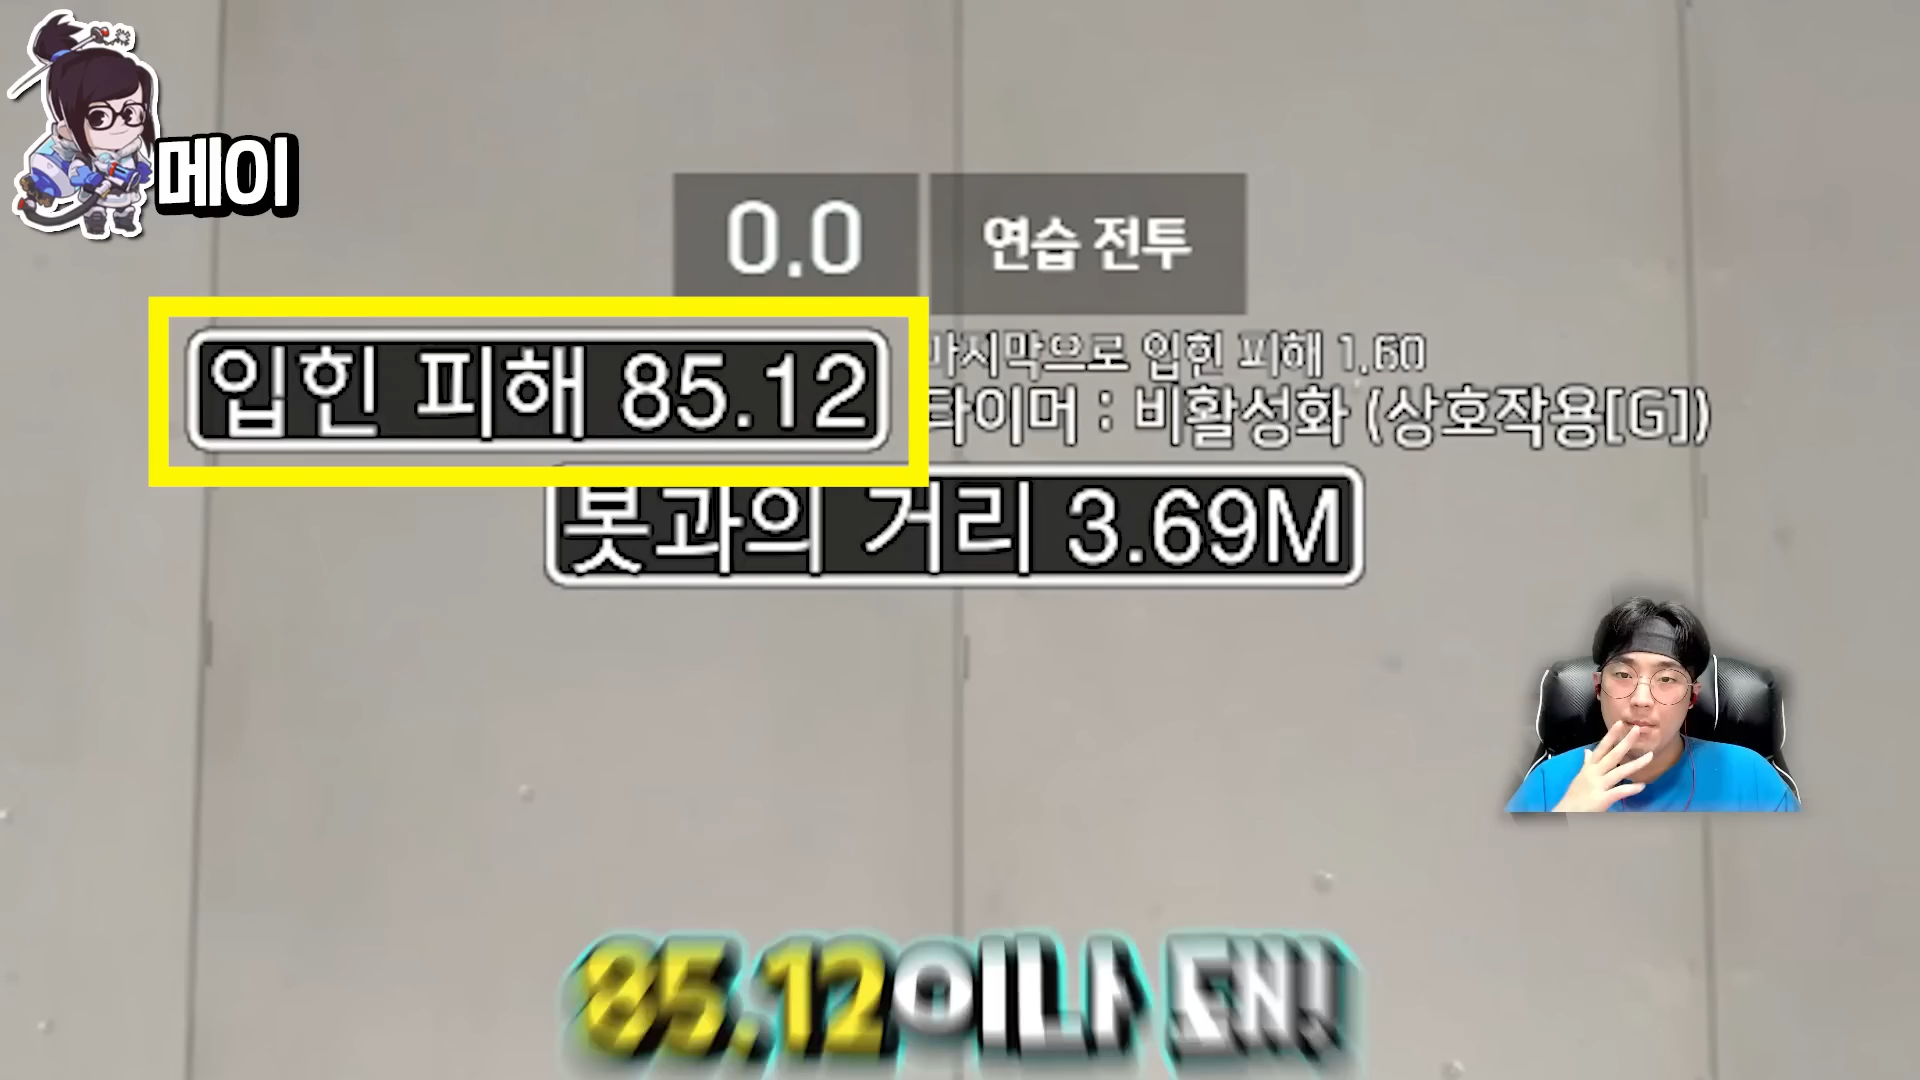 메이
0.0
연습 전투
입힌 피해 85.12
마지막으로 입힌 피해 1.60
타이머 : 비활성화 (상호작용[G])
봇과의 거리 3.69M
85.12이나 돼!